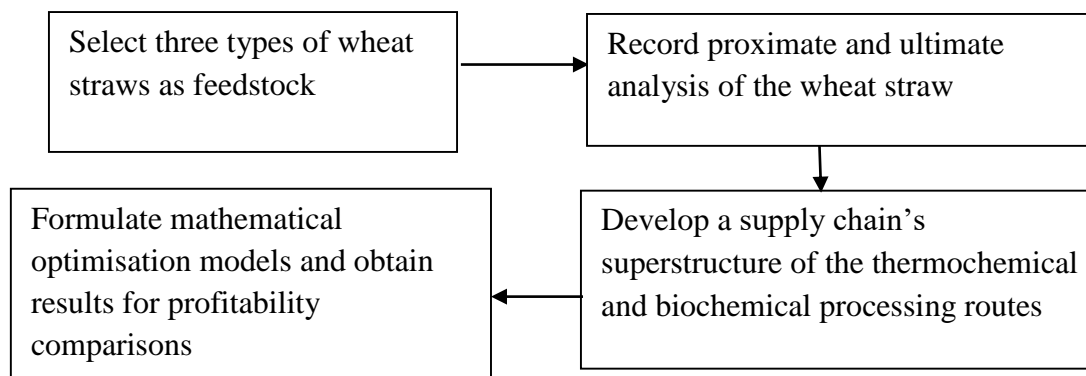 Select three types of wheat
straws as feedstock
Record proximate and ultimate
analysis of the wheat straw
Develop a supply chain’s
superstructure of the thermochemical
and biochemical processing routes
Formulate mathematical
optimisation models and obtain
results for profitability
comparisons